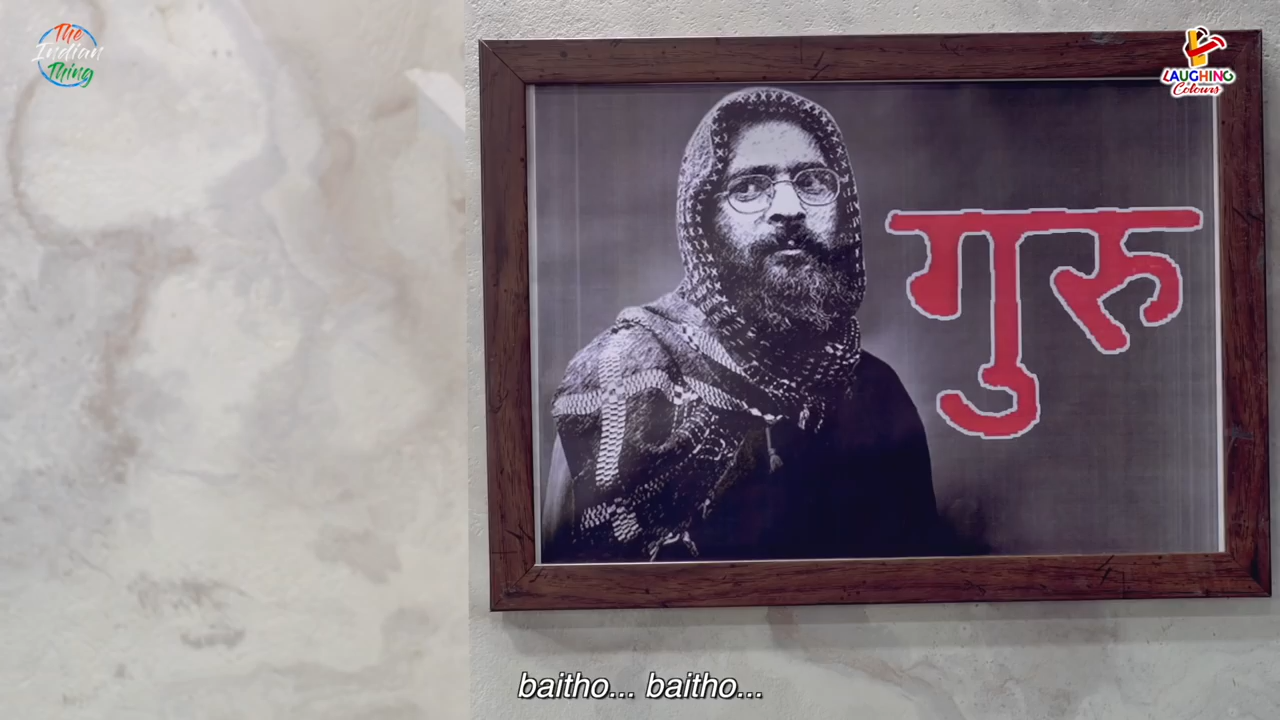 The
Indian
Thing
LAUGHING
Colours
गुरु
baitho... baitho...